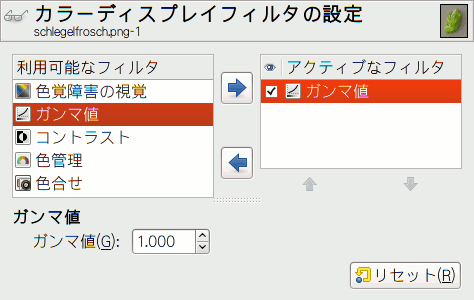 カラーディスプレイフィルタの設定
schlegelfrosch.png-1
利用可能なフィルタ
色覚障害の視覚
ガンマ値
コントラスト
色管理
色合せ
アクティブなフィルタ
ガンマ値
ガンマ値
ガンマ値(G): 1.000
リセット(R)